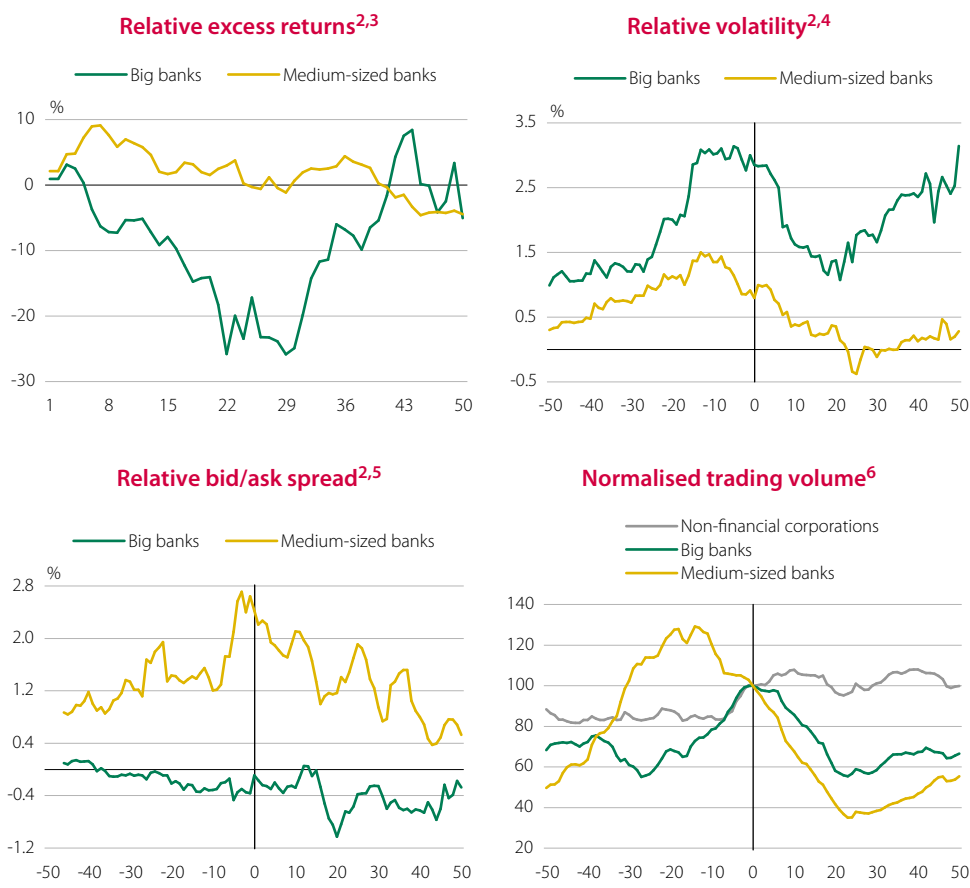 Relative excess returns2,3
Big banks Medium-sized banks
%
10
0
-10
-20
-30
1 8 15 22 29 36 43 50
Relative volatility2,4
Big banks Medium-sized banks
%
3.5
2.5
1.5
0.5
-0.5
-50 -40 -30 -20 -10 0 10 20 30 40 50
Relative bid/ask spread2,5
Big banks Medium-sized banks
%
2.8
2.0
1.2
0.4
-0.4
-1.2
-50 -40 -30 -20 -10 0 10 20 30 40 50
Normalised trading volume6
Non-financial corporations
Big banks
Medium-sized banks
140
120
100
80
60
40
20
-50 -40 -30 -20 -10 0 10 20 30 40 50